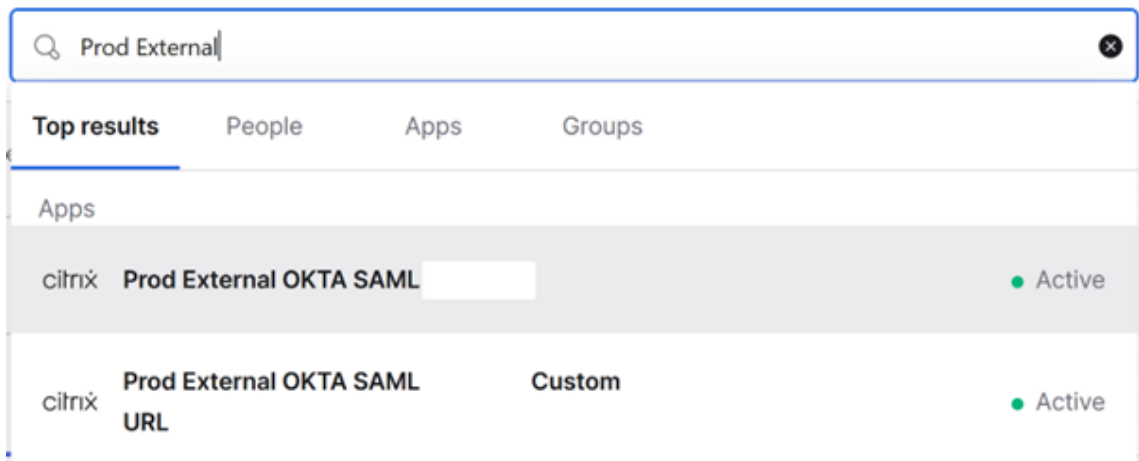 Prod External
Top results People Apps Groups
Apps
citrix Prod External OKTA SAML Active
Prod External OKTA SAML Custom
citrix URL Active